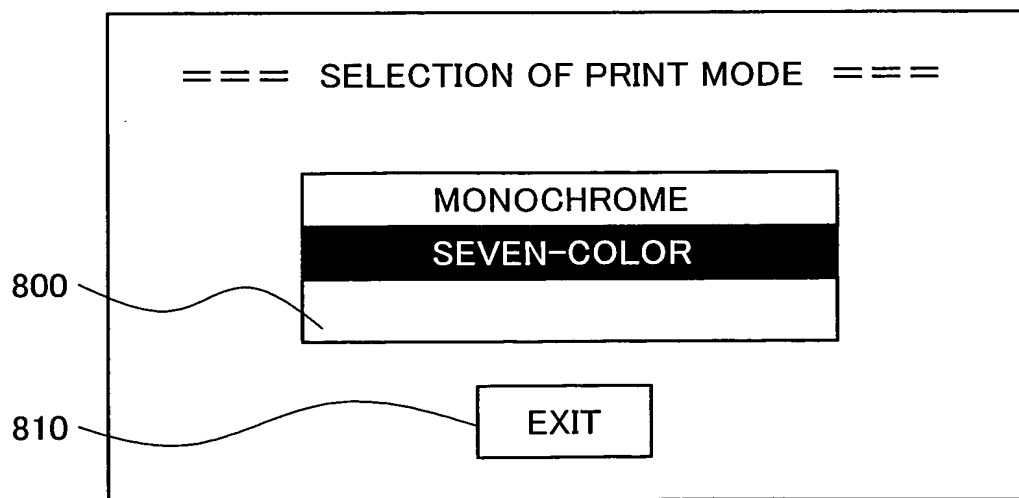 === SELECTION OF PRINT MODE ===
MONOCHROME
SEVEN-COLOR
800
EXIT
810